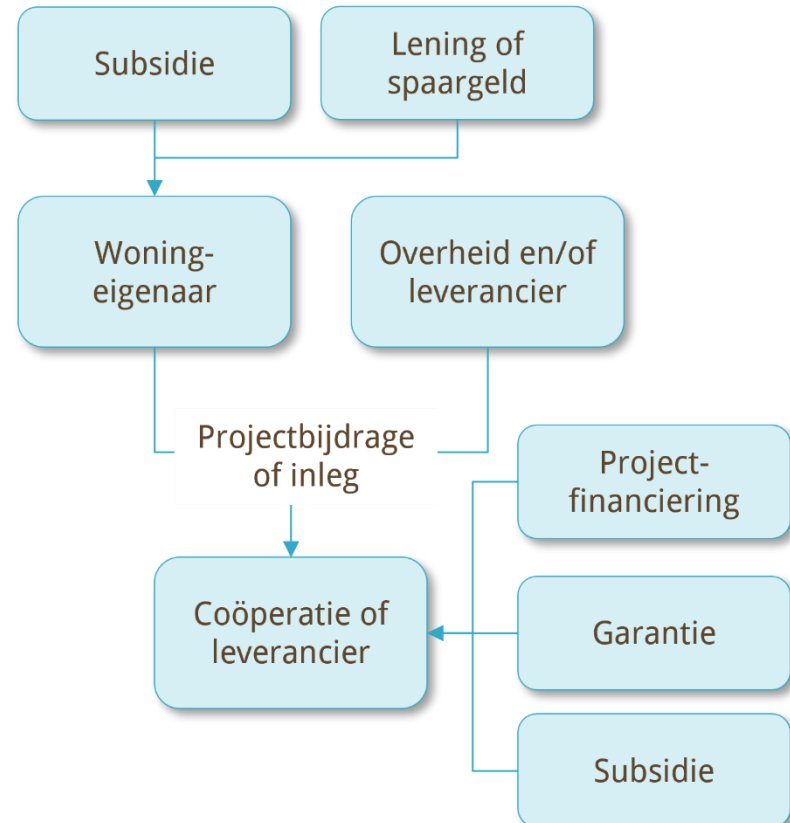 Subsidie
Lening of
spaargeld
Woning-
eigenaar
Overheid en/of
leverancier
Projectbijdrage
of inleg
Project-
financiering
Coöperatie of
leverancier
Garantie
Subsidie